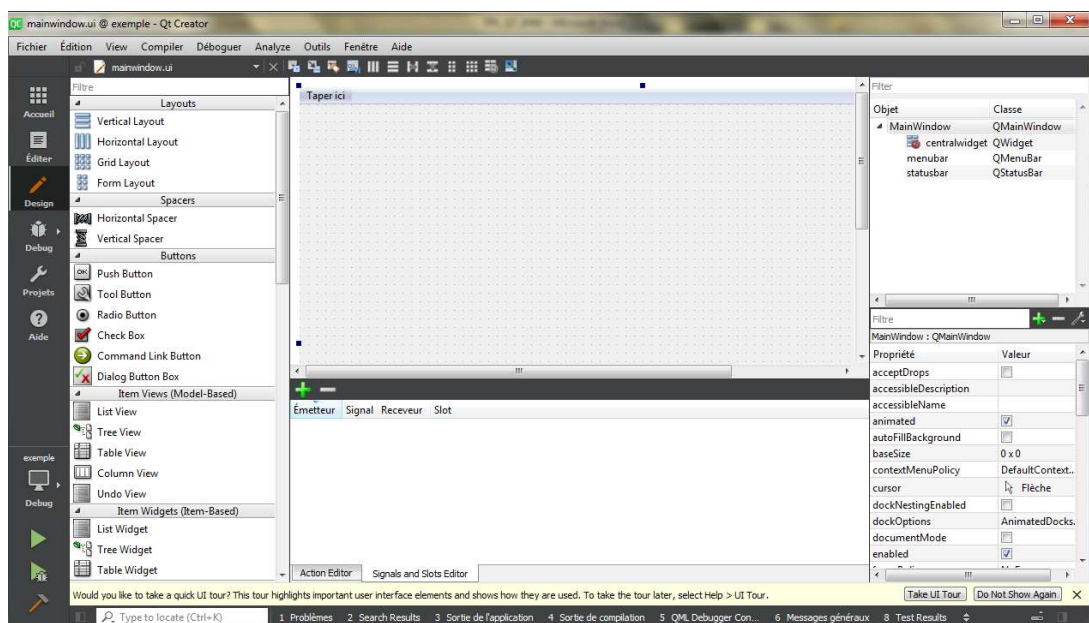 mainwindow.ui @ exemple - Qt Creator
Fichier Édition View Compiler Déboguer Analyze Outils Fenêtre Aide
mainwindow.ui
Accueil
Éditer
Design
Debug
Projets
Aide
exemple
Debug
Filtre
Layouts
Vertical Layout
Horizontal Layout
Grid Layout
Form Layout
Spacers
Horizontal Spacer
Vertical Spacer
Buttons
OK Push Button
Tool Button
Radio Button
Check Box
Command Link Button
Dialog Button Box
Item Views (Model-Based)
List View
Tree View
Table View
Column View
Undo View
Item Widgets (Item-Based)
List Widget
Tree Widget
Table Widget
Taper ici
Émetteur Signal Receveur Slot
Action Editor Signals and Slots Editor
Filter
Objet Classe
MainWindow QMainWindow
centralwidget QWidget
menubar QMenuBar
statusbar QStatusBar
Filtre
MainWindow : QMainWindow
Propriété Valeur
acceptDrops
accessibleDescription
accessibleName
animated
autoFillBackground
baseSize 0 x 0
contextMenuPolicy DefaultContext...
cursor Flèche
dockNestingEnabled
dockOptions AnimatedDocks
documentMode
enabled
Would you like to take a quick UI tour? This tour highlights important user interface elements and shows how they are used. To take the tour later, select Help > UI Tour.
Take UI Tour Do Not Show Again
Type to locate (Ctrl+K) 1 Problèmes 2 Search Results 3 Sortie de l'application 4 Sortie de compilation 5 QML Debugger Con... 6 Messages généraux 8 Test Results